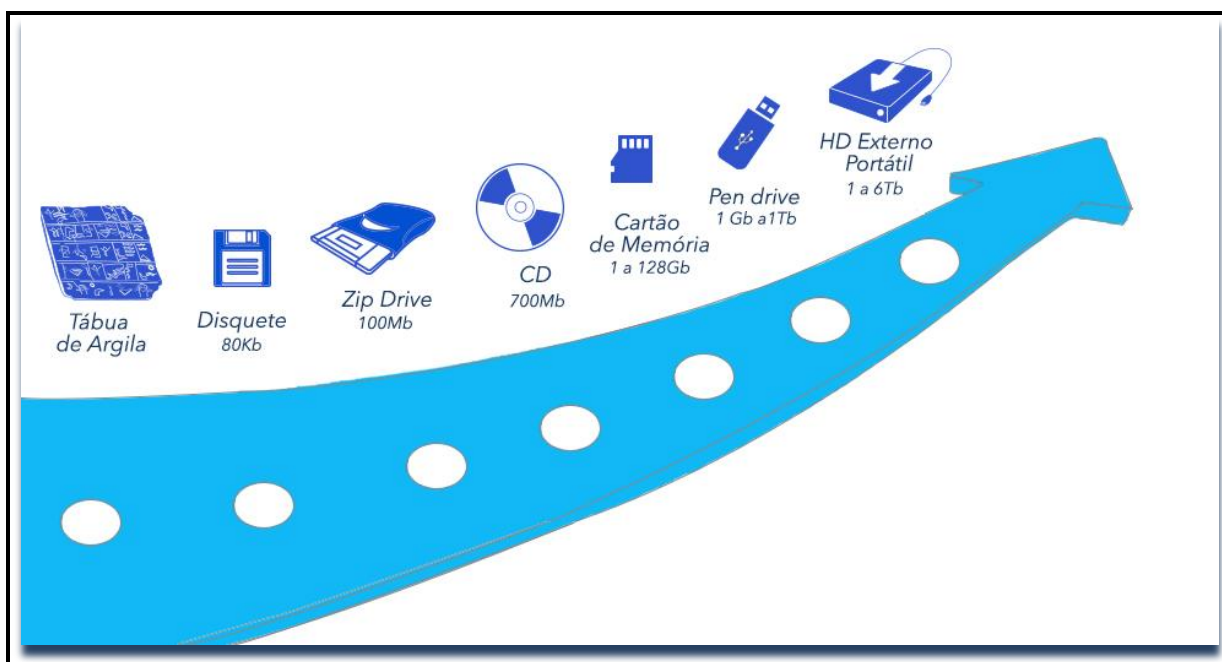 Tábua
de Argila
Disquete
80Kb
Zip Drive
100Mb
CD
700Mb
Cartão
de Memória
1 a 128Gb
Pen drive
1 Gb a1Tb
HD Externo
Portátil
1 a 6Tb